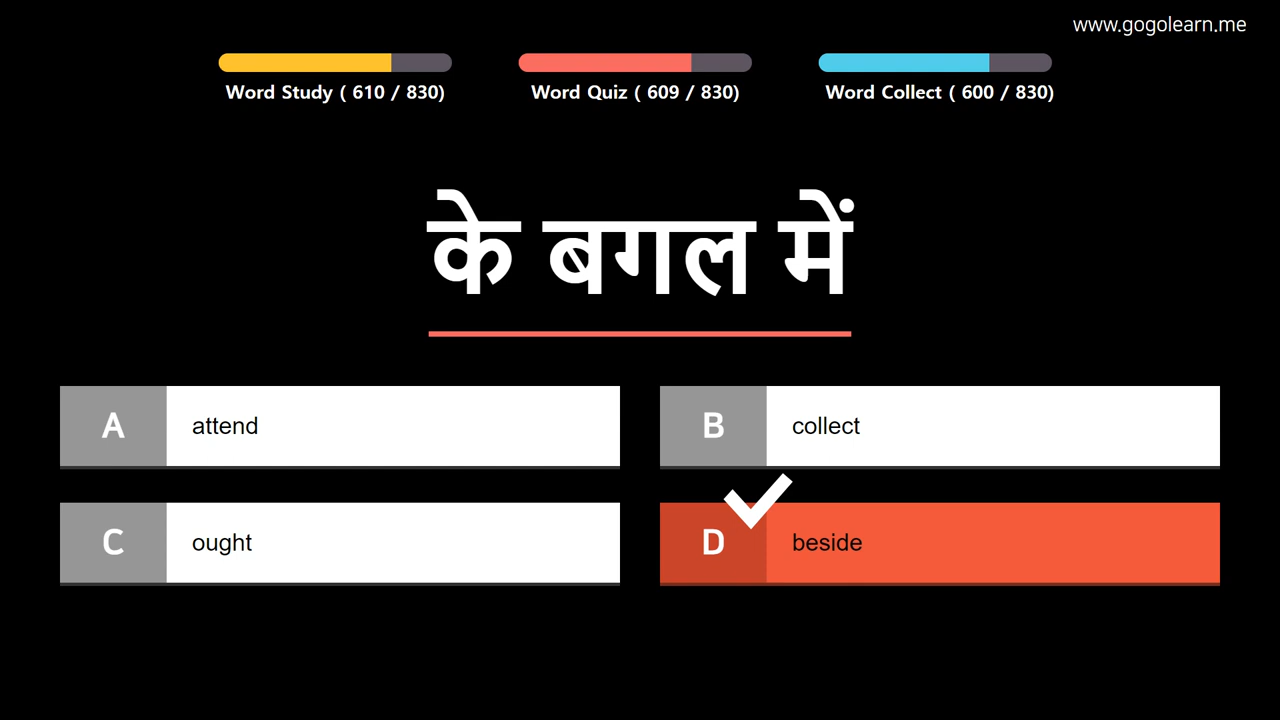 www.gogolearn.me
Word Study ( 610 / 830)
Word Quiz ( 609 / 830)
Word Collect ( 600 / 830)
के बगल में
A attend
B collect
C ought
D beside